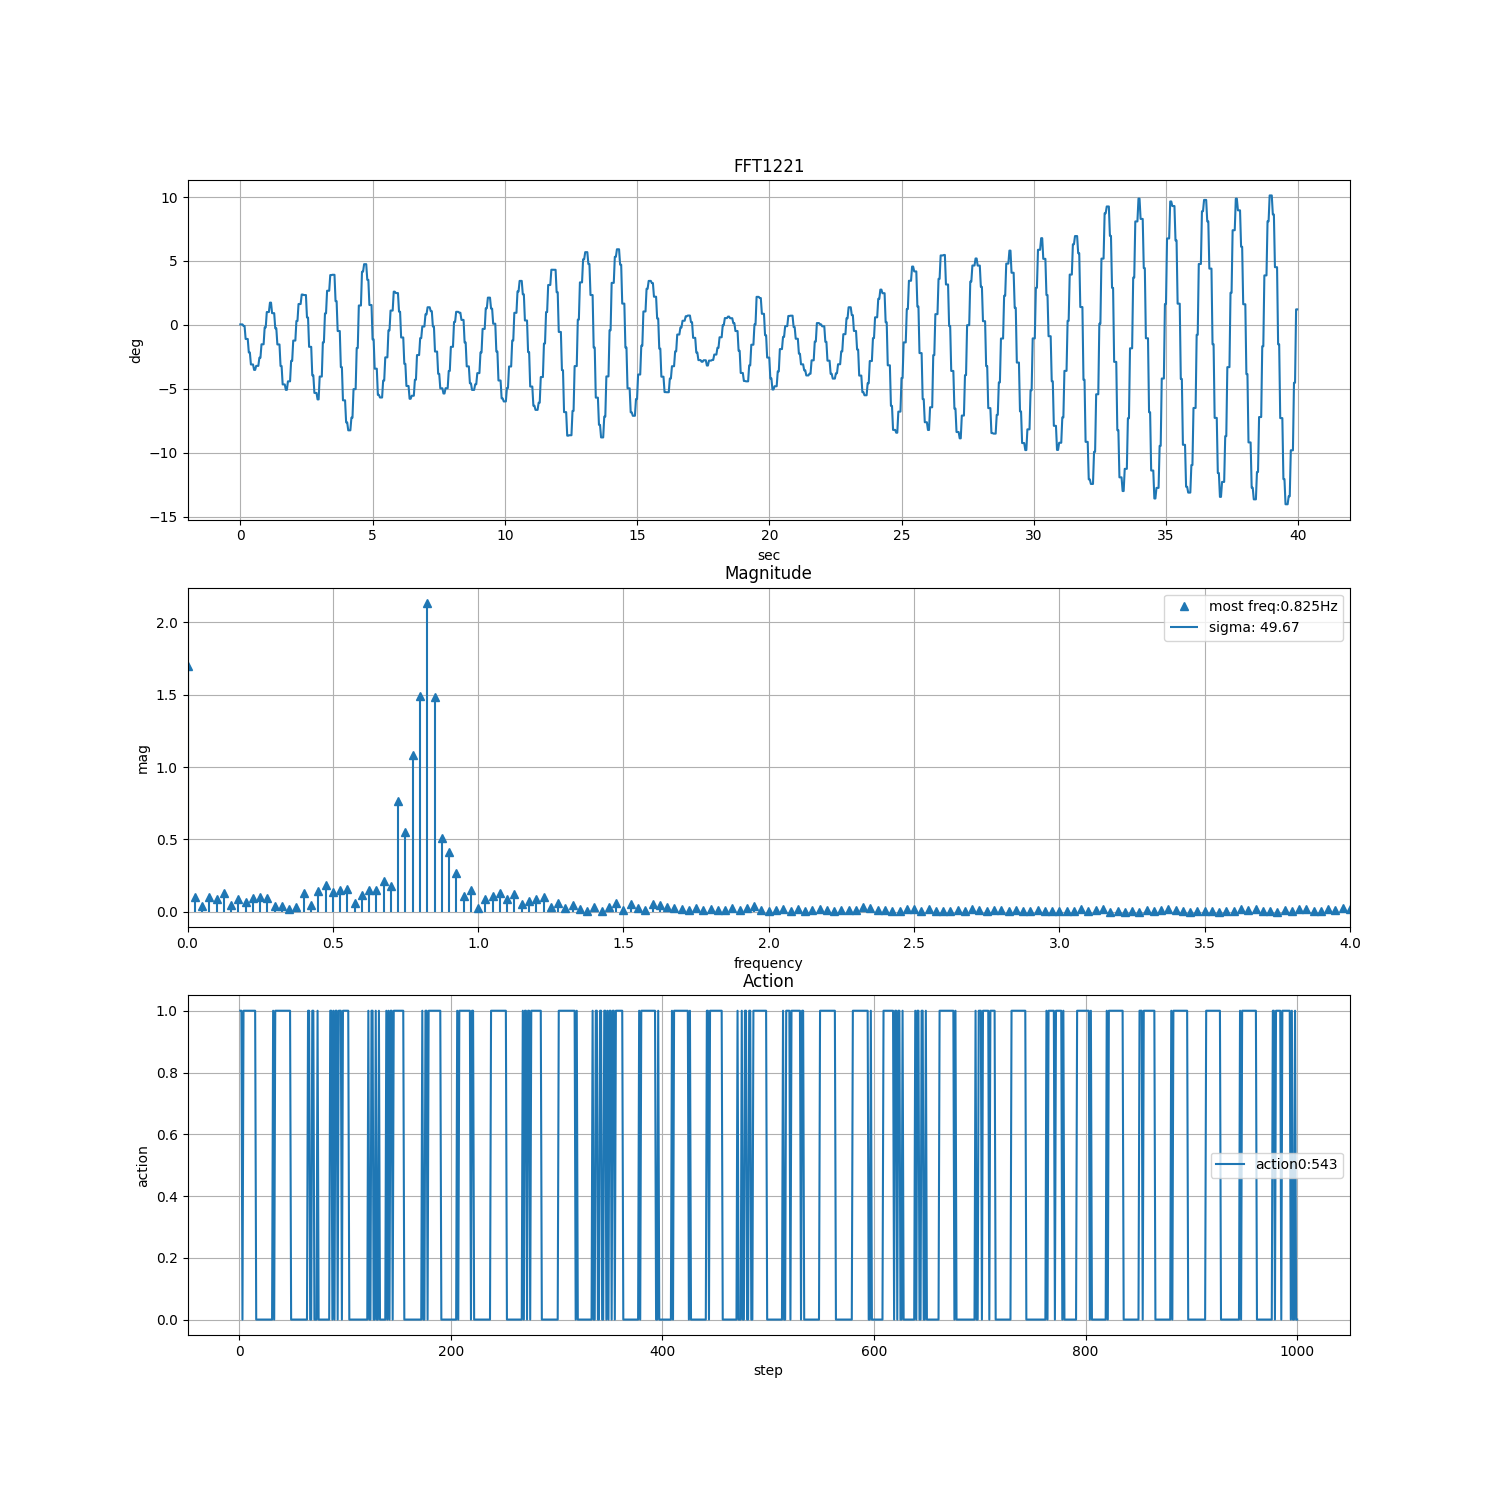 FFT1221
10
5
0
−5
−10
−15
deg
0 5 10 15 20 25 30 35 40
sec
Magnitude
most freq:0.825Hz
sigma: 49.67
2.0
1.5
1.0
0.5
0.0
mag
0.0 0.5 1.0 1.5 2.0 2.5 3.0 3.5 4.0
frequency
Action
1.0
0.8
0.6
0.4
0.2
0.0
action
action0:543
0 200 400 600 800 1000
step